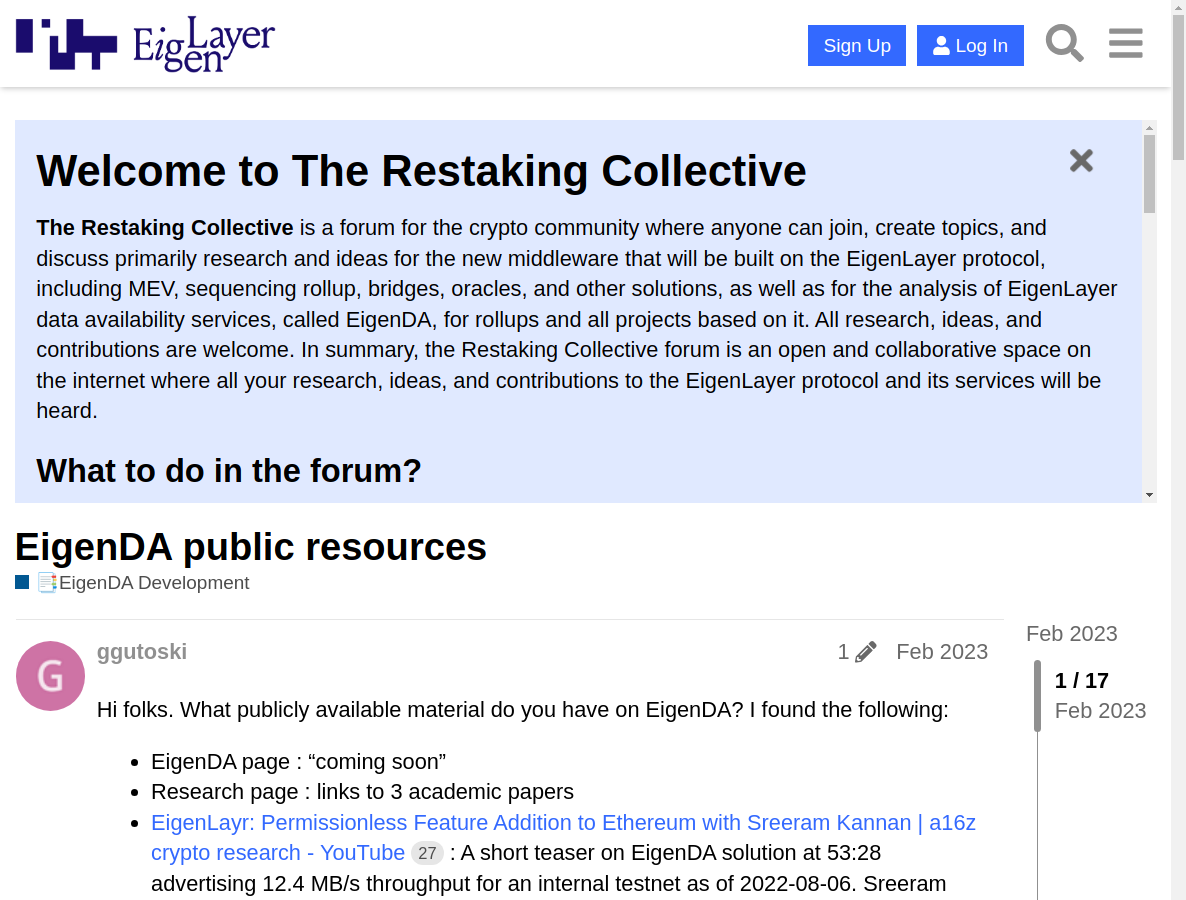 EigenLayer
Sign Up
Log In
Welcome to The Restaking Collective
The Restaking Collective is a forum for the crypto community where anyone can join, create topics, and
discuss primarily research and ideas for the new middleware that will be built on the EigenLayer protocol,
including MEV, sequencing rollup, bridges, oracles, and other solutions, as well as for the analysis of EigenLayer
data availability services, called EigenDA, for rollups and all projects based on it. All research, ideas, and
contributions are welcome. In summary, the Restaking Collective forum is an open and collaborative space on
the internet where all your research, ideas, and contributions to the EigenLayer protocol and its services will be
heard.
What to do in the forum?
EigenDA public resources
EigenDA Development
G
ggutoski
1
Feb 2023
Feb 2023
1 / 17
Feb 2023
Hi folks. What publicly available material do you have on EigenDA? I found the following:
• EigenDA page : “coming soon”
• Research page : links to 3 academic papers
• EigenLayr: Permissionless Feature Addition to Ethereum with Sreeram Kannan | a16z
crypto research - YouTube 27 : A short teaser on EigenDA solution at 53:28
advertising 12.4 MB/s throughput for an internal testnet as of 2022-08-06. Sreeram